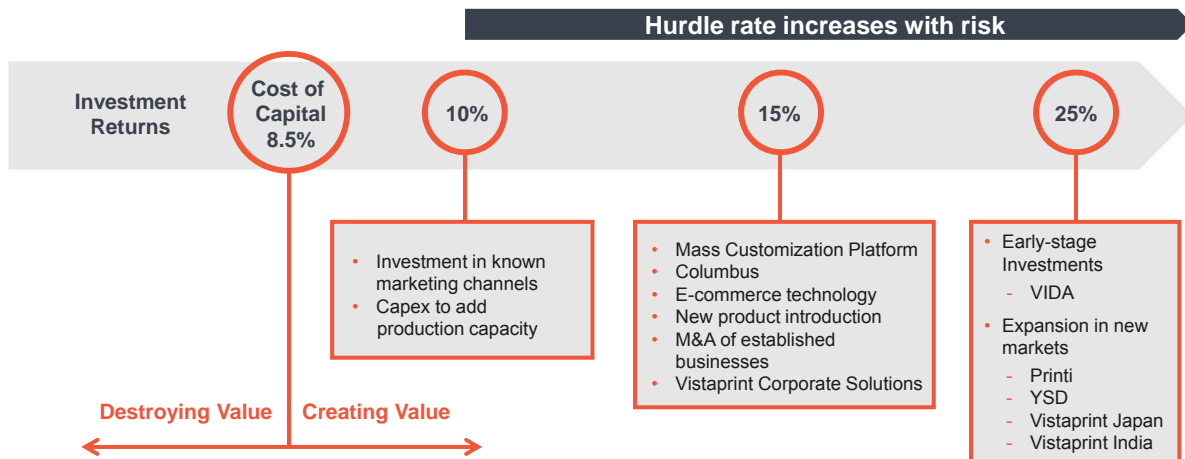 Hurdle rate increases with risk
Investment
Returns
Cost of
Capital
8.5%
10%
15%
25%
• Investment in known
marketing channels
• Capex to add
production capacity
• Mass Customization Platform
• Columbus
• E-commerce technology
• New product introduction
• M&A of established
businesses
• Vistaprint Corporate Solutions
• Early-stage
Investments
- VIDA
• Expansion in new
markets
- Printi
- YSD
- Vistaprint Japan
- Vistaprint India
Destroying Value
Creating Value